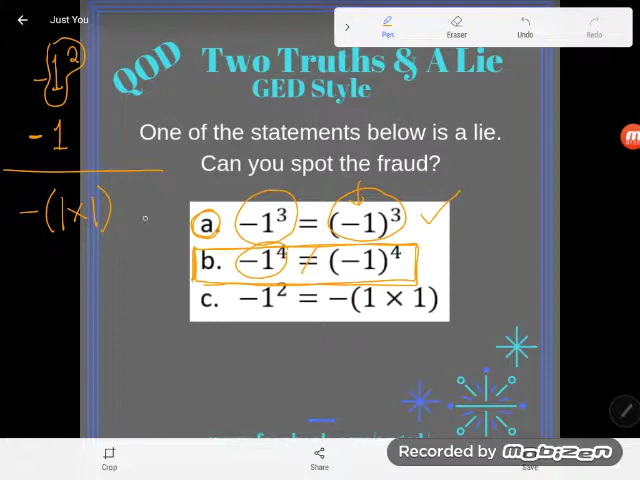 Just You
Pen
Eraser
Undo
Redo
QOD
Two Truths & A Lie
GED Style
One of the statements below is a lie.
Can you spot the fraud?
a. −1³ = (−1)³ ✓
b. −1⁴ = (−1)⁴
c. −1² = −(1 × 1)
-1²
-1
-(1×1)
Crop
Share
Save
Recorded by mobizen